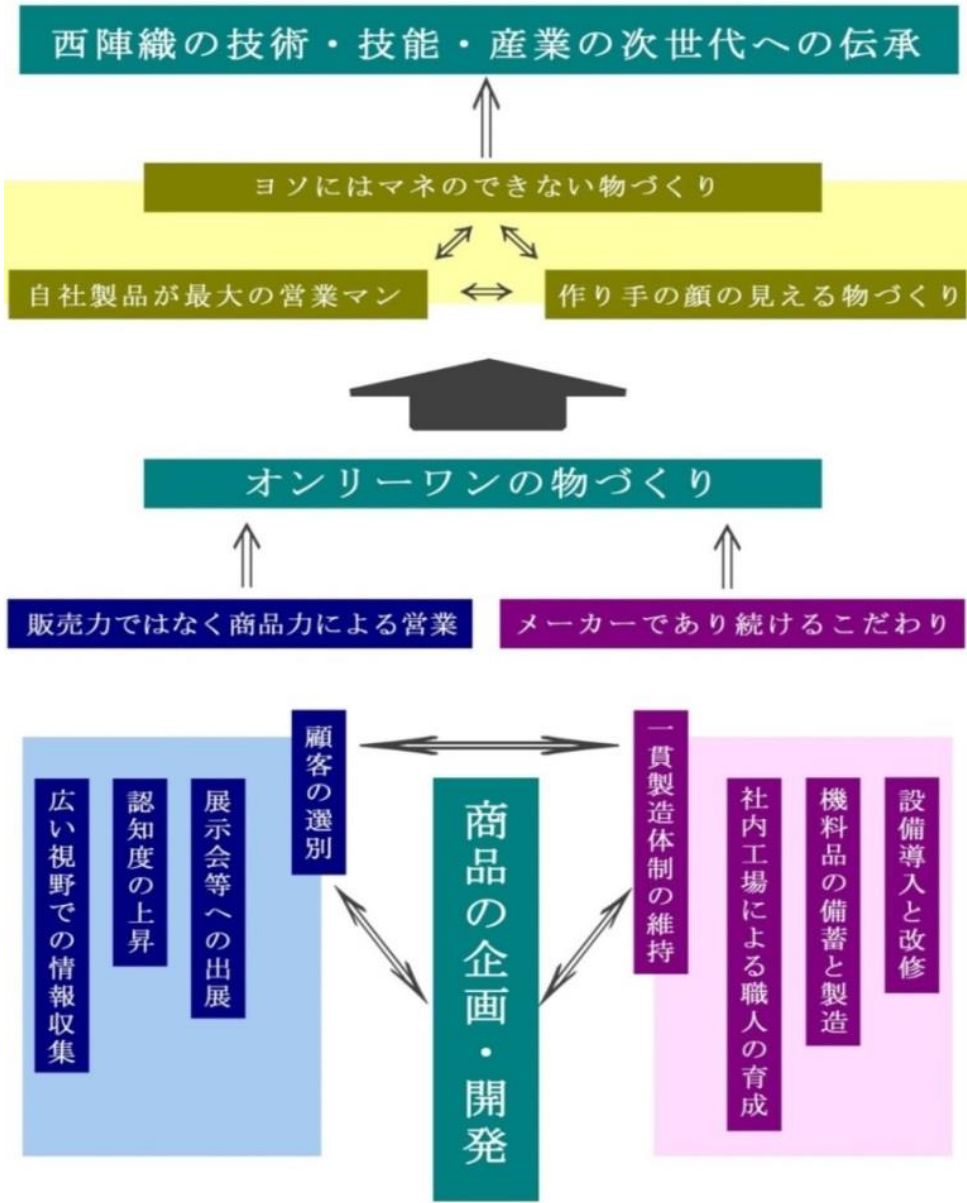 西陣織の技術・技能・産業の次世代への伝承
ヨソにはマネのできない物づくり
自社製品が最大の営業マン
作り手の顔の見える物づくり
オンリーワンの物づくり
販売力ではなく商品力による営業
メーカーであり続けるこだわり
顧客の選別
展示会等への出展
認知度の上昇
広い視野での情報収集
商品の企画・開発
一貫製造体制の維持
社内工場による職人の育成
機料品の備蓄と製造
設備導入と改修